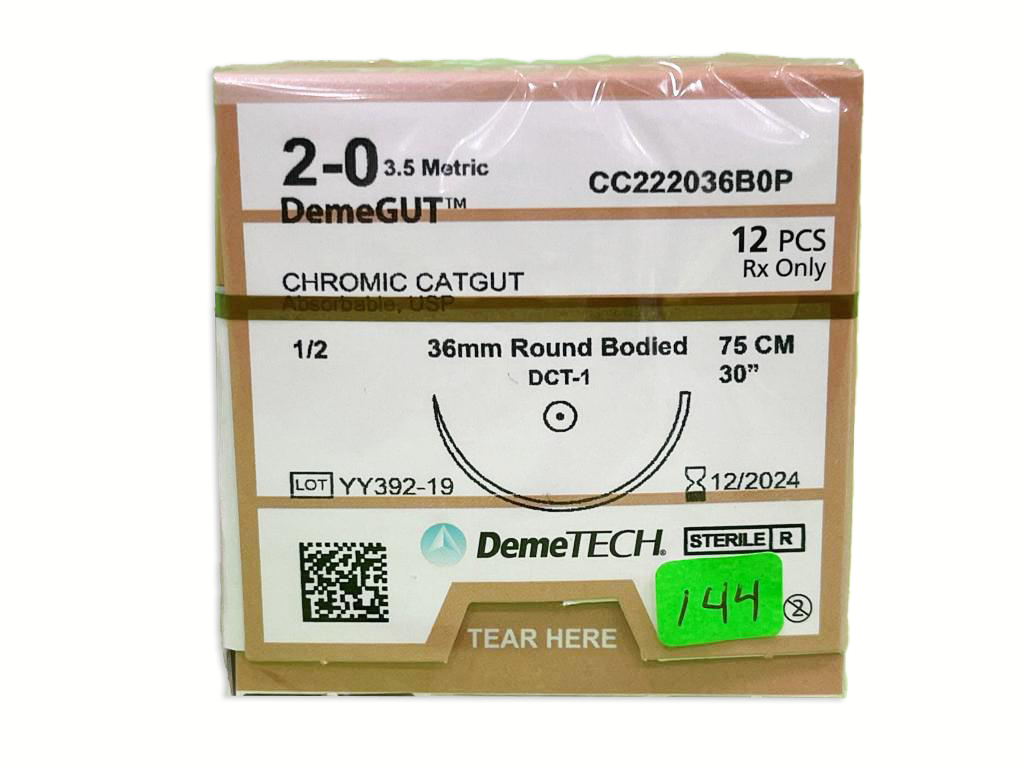 2-0 3.5 Metric
CC222036B0P
DemeGUT™
12 PCS
Rx Only
CHROMIC CATGUT
Absorbable, USP
1/2
36mm Round Bodied
75 CM
DCT-1
30”
LOT YY392-19
12/2024
DemeTECH®
STERILE R
144
2
TEAR HERE